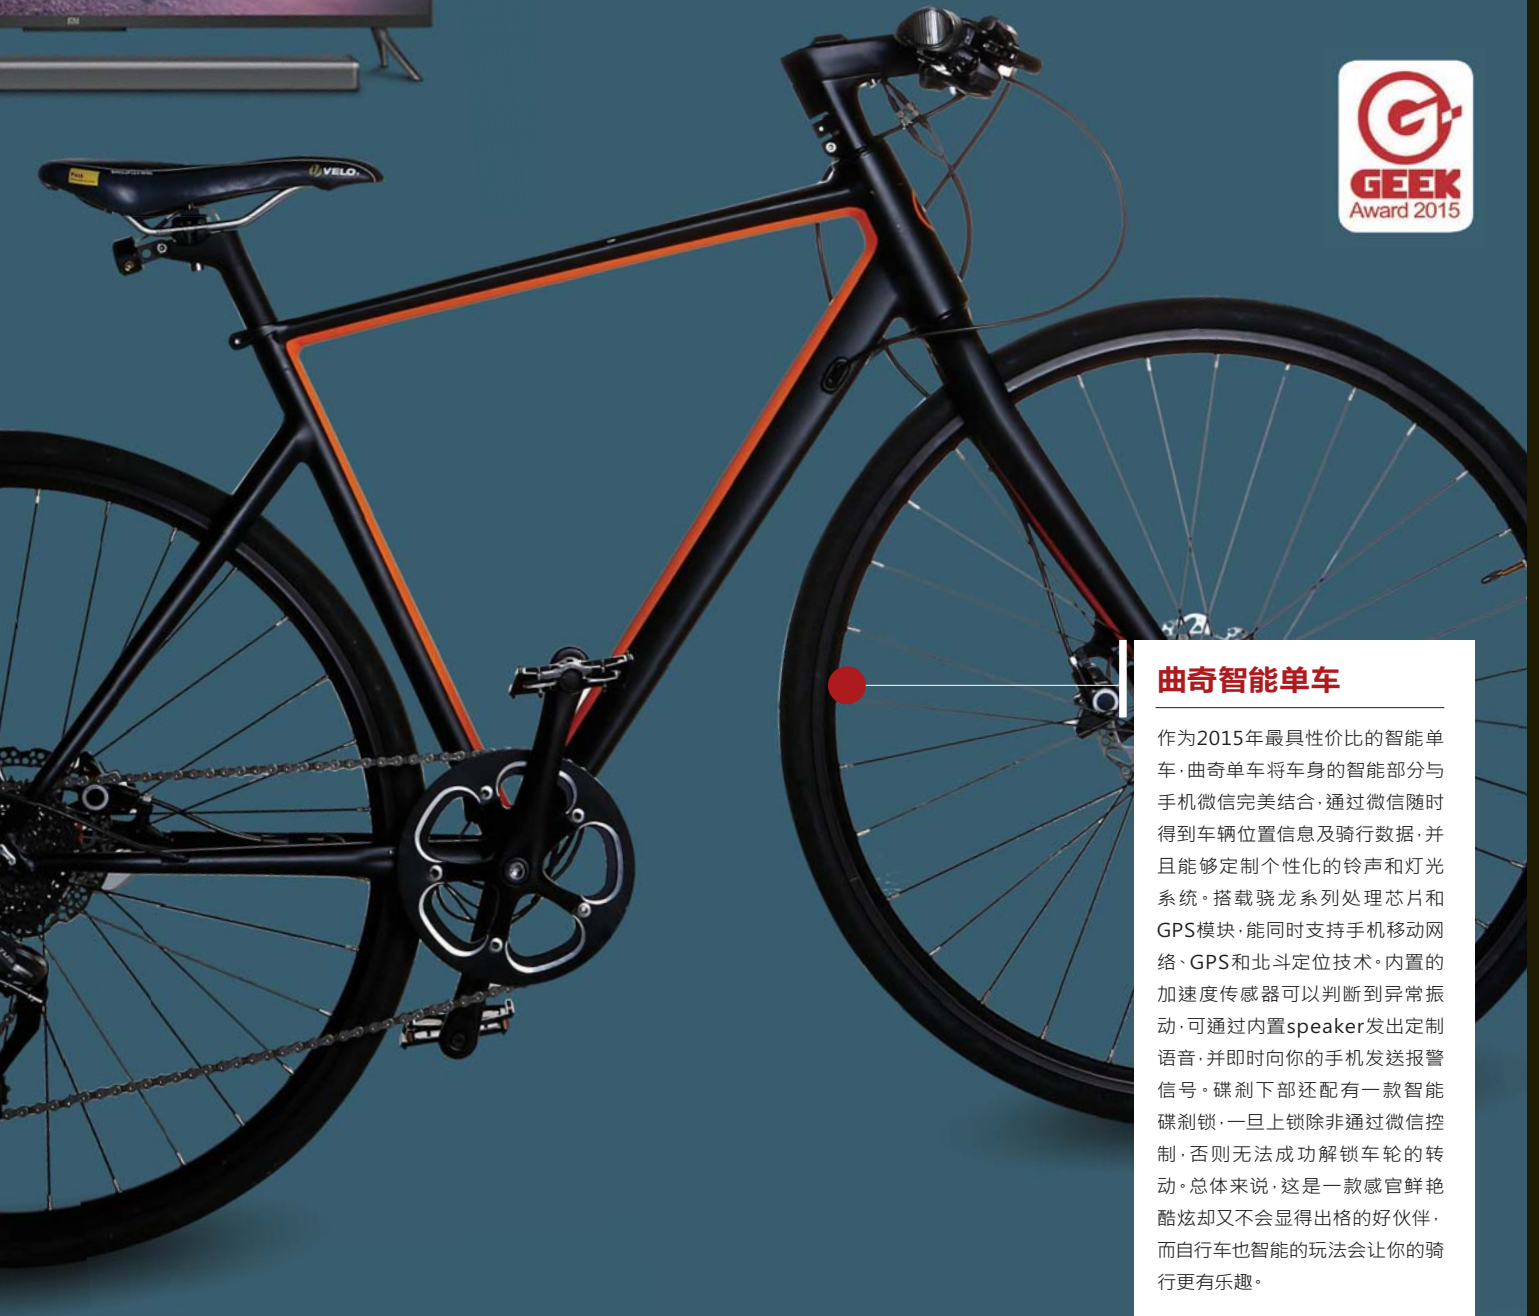 mi
VELO
GEEK
Award 2015
曲奇智能单车
作为2015年最具性价比的智能单
车·曲奇单车将车身的智能部分与
手机微信完美结合·通过微信随时
得到车辆位置信息及骑行数据·并
且能够定制个性化的铃声和灯光
系统。搭载骁龙系列处理芯片和
GPS模块·能同时支持手机移动网
络、GPS和北斗定位技术。内置的
加速度传感器可以判断到异常振
动·可通过内置speaker发出定制
语音·并即时向你的手机发送报警
信号。碟刹下部还配有一款智能
碟刹锁·一旦上锁除非通过微信控
制·否则无法成功解锁车轮的转
动。总体来说·这是一款感官鲜艳
酷炫却又不会显得出格的好伙伴·
而自行车也智能的玩法会让你的骑
行更有乐趣。